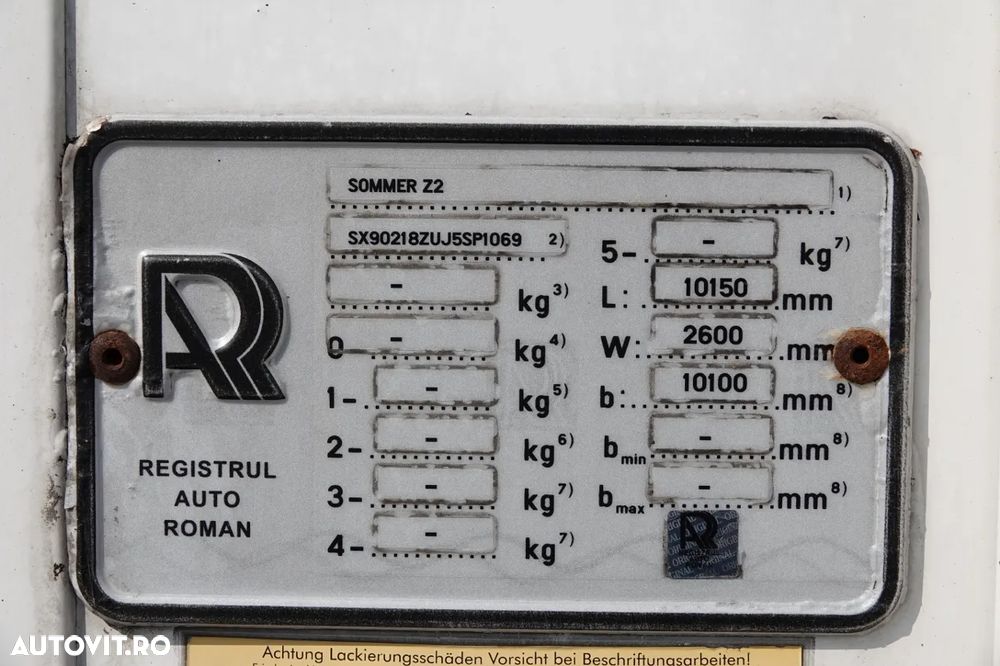 SOMMER Z2 1)
SX90218ZUJ5SP1069 2)
- kg3)
0 - kg4)
1- - kg5)
2- - kg6)
3- - kg7)
4- - kg7)
5- - kg7)
L: 10150 mm
W: 2600 mm
b: 10100 mm8)
bmin - mm8)
bmax - mm8)
R
REGISTRUL
AUTO
ROMAN
ORIGINAL
AUTOVIT.RO
Achtung Lackierungsschäden Vorsicht bei Beschriftungsarbeiten!